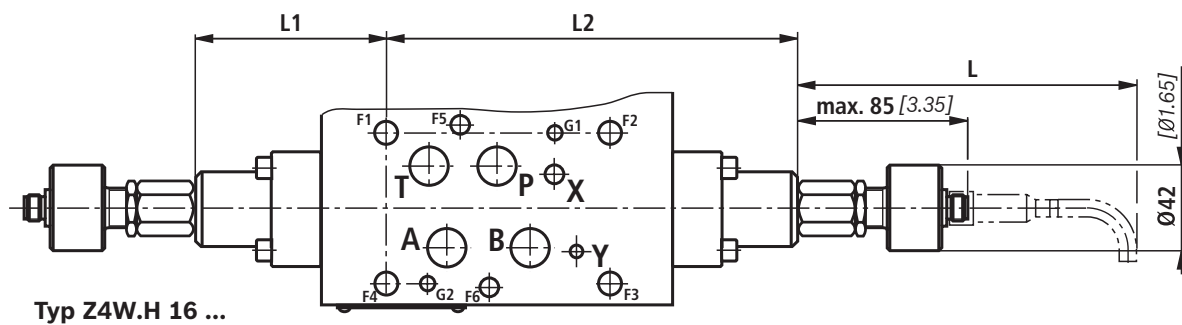 L1 L2
L
max. 85 [3.35]
[Ø1.65]
Ø42
F1 F5 G1 F2
T P X
A B Y
F4 G2 F6 F3
Typ Z4W.H 16 ...